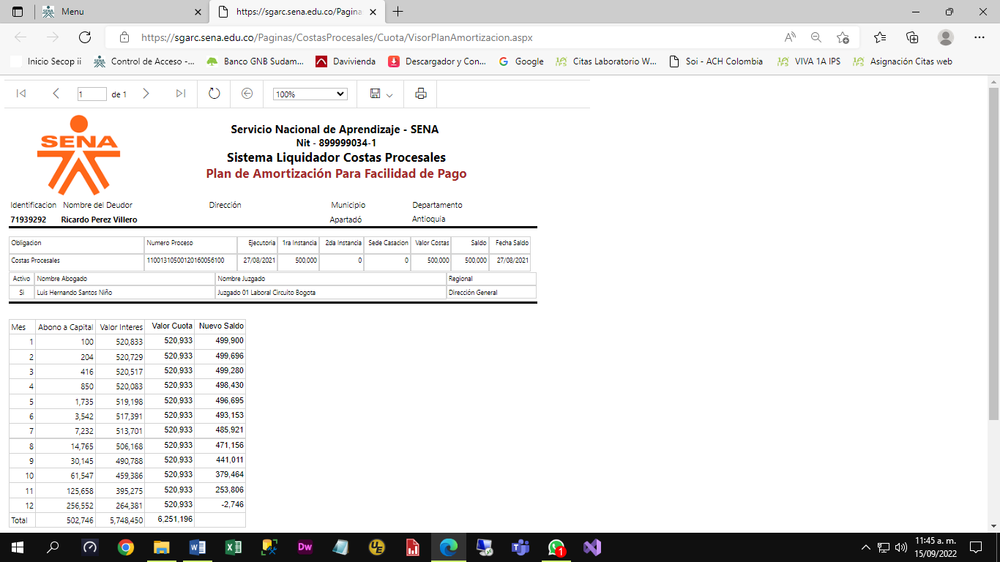 Menu
https://sgarc.sena.edu.co/Pagina
https://sgarc.sena.edu.co/Paginas/CostasProcesales/Cuota/VisorPlanAmortizacion.aspx
Inicio Secop ii Control de Acceso -... Banco GNB Sudam... Davivienda Descargador y Con... Google Citas Laboratorio W... Soi - ACH Colombia VIVA 1A IPS Asignación Citas web
1 de 1 100%
SENA
Servicio Nacional de Aprendizaje - SENA
Nit - 899999034-1
Sistema Liquidador Costas Procesales
Plan de Amortización Para Facilidad de Pago
Identificacion Nombre del Deudor Dirección Municipio Departamento
71939292 Ricardo Perez Villero Apartadó Antioquia
Obligacion Numero Proceso Ejecutoria 1ra Instancia 2da Instancia Sede Casacion Valor Costas Saldo Fecha Saldo
Costas Procesales 11001310500120160056100 27/08/2021 500,000 0 0 500,000 500,000 27/08/2021
Activo Nombre Abogado Nombre Juzgado Regional
Si Luis Hernando Santos Niño Juzgado 01 Laboral Circuito Bogota Dirección General
Mes Abono a Capital Valor Interes Valor Cuota Nuevo Saldo
1 100 520,833 520,933 499,900
2 204 520,729 520,933 499,696
3 416 520,517 520,933 499,280
4 850 520,083 520,933 498,430
5 1,735 519,198 520,933 496,695
6 3,542 517,391 520,933 493,153
7 7,232 513,701 520,933 485,921
8 14,765 506,168 520,933 471,156
9 30,145 490,788 520,933 441,011
10 61,547 459,386 520,933 379,464
11 125,658 395,275 520,933 253,806
12 256,552 264,381 520,933 -2,746
Total 502,746 5,748,450 6,251,196
Dw
UE
1
11:45 a. m.
15/09/2022